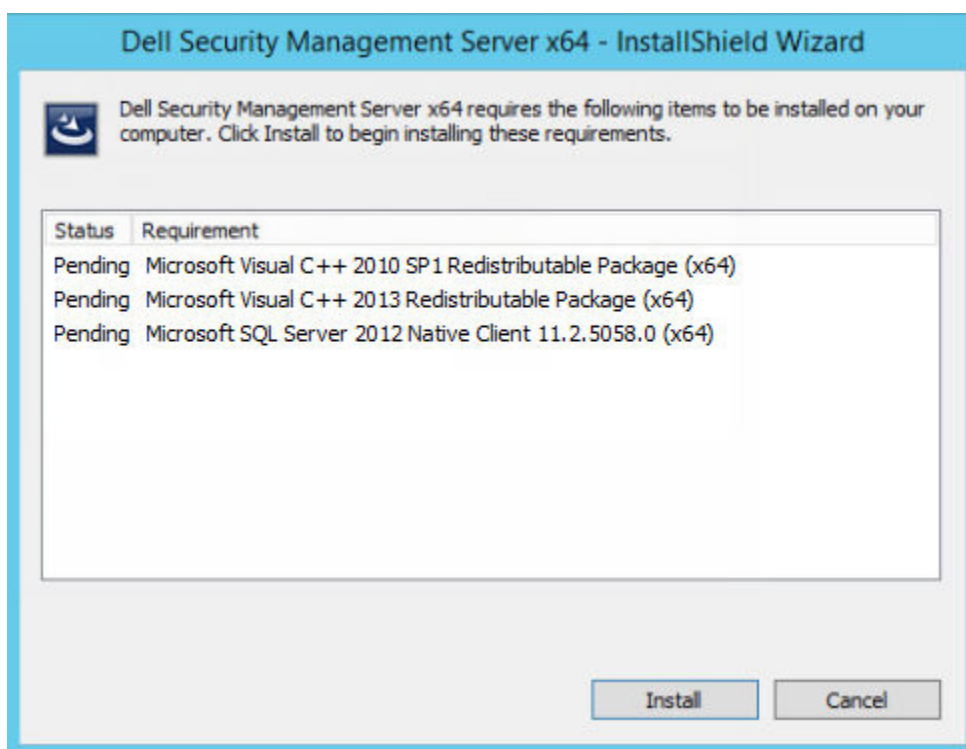 Dell Security Management Server x64 - InstallShield Wizard
Dell Security Management Server x64 requires the following items to be installed on your
computer. Click Install to begin installing these requirements.
Status Requirement
Pending Microsoft Visual C++ 2010 SP1 Redistributable Package (x64)
Pending Microsoft Visual C++ 2013 Redistributable Package (x64)
Pending Microsoft SQL Server 2012 Native Client 11.2.5058.0 (x64)
Install Cancel